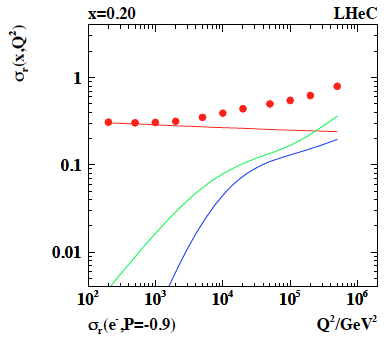 x=0.20 LHeC
σr(x,Q²)
1
0.1
0.01
10² 10³ 10⁴ 10⁵ 10⁶
σr(e⁻,P=-0.9) Q²/GeV²